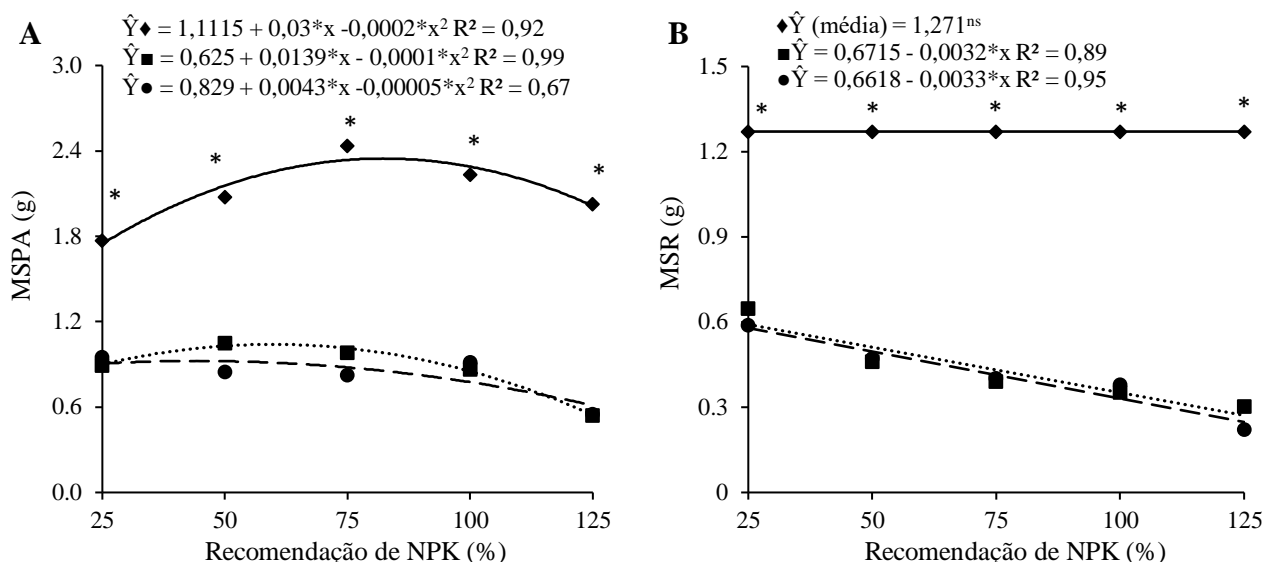 A
Ŷ♦ = 1,1115 + 0,03*x -0,0002*x² R² = 0,92
Ŷ■ = 0,625 + 0,0139*x - 0,0001*x² R² = 0,99
Ŷ● = 0,829 + 0,0043*x -0,00005*x² R² = 0,67
3.0
2.4
1.8
1.2
0.6
0.0
MSPA (g)
* * * * *
25 50 75 100 125
Recomendação de NPK (%)
B
♦Ŷ (média) = 1,271ⁿˢ
■Ŷ = 0,6715 - 0,0032*x R² = 0,89
●Ŷ = 0,6618 - 0,0033*x R² = 0,95
1.5
1.2
0.9
0.6
0.3
0
MSR (g)
* * * * *
25 50 75 100 125
Recomendação de NPK (%)